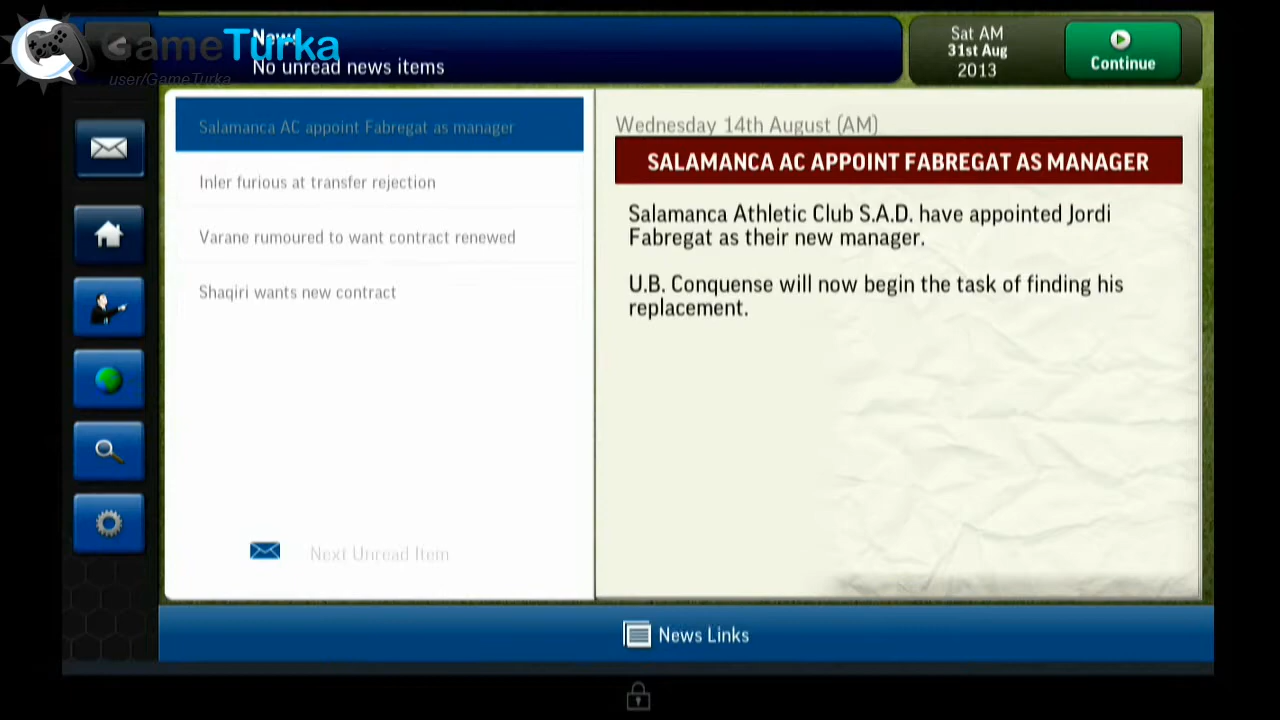 GameTurka
user/GameTurka
News
No unread news items
Sat AM
31st Aug
2013
Continue
Salamanca AC appoint Fabregat as manager
Inler furious at transfer rejection
Varane rumoured to want contract renewed
Shaqiri wants new contract
Next Unread Item
Wednesday 14th August (AM)
SALAMANCA AC APPOINT FABREGAT AS MANAGER
Salamanca Athletic Club S.A.D. have appointed Jordi
Fabregat as their new manager.
U.B. Conquense will now begin the task of finding his
replacement.
News Links